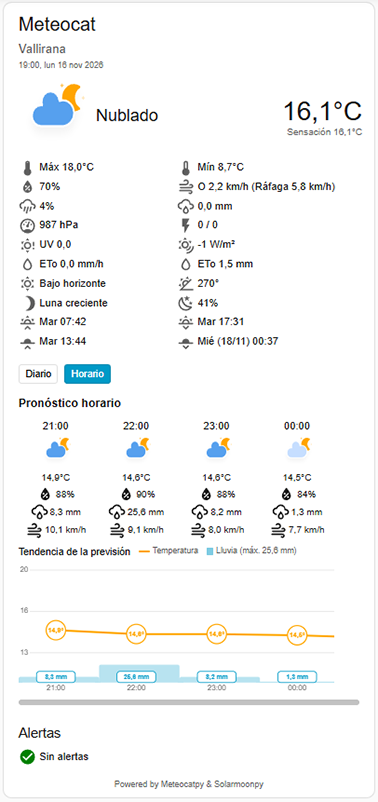 Meteocat
Vallirana
19:00, lun 16 nov 2026
Nublado
16,1°C
Sensación 16,1°C
Máx 18,0°C Mín 8,7°C
70% O 2,2 km/h (Ráfaga 5,8 km/h)
4% 0,0 mm
987 hPa 0 / 0
UV 0,0 -1 W/m²
ETo 0,0 mm/h ETo 1,5 mm
Bajo horizonte 270°
Luna creciente 41%
Mar 07:42 Mar 17:31
Mar 13:44 Mié (18/11) 00:37
Diario Horario
Pronóstico horario
21:00 22:00 23:00 00:00
14,9°C 14,6°C 14,6°C 14,5°C
88% 90% 88% 84%
8,3 mm 25,6 mm 8,2 mm 1,3 mm
10,1 km/h 9,1 km/h 8,0 km/h 7,7 km/h
Tendencia de la previsión Temperatura Lluvia (máx. 25,6 mm)
20
16
14,9° 14,6° 14,6° 14,5°
13
8,3 mm 25,6 mm 8,2 mm 1,3 mm
21:00 22:00 23:00 00:00
Alertas
Sin alertas
Powered by Meteocatpy & Solarmoonpy